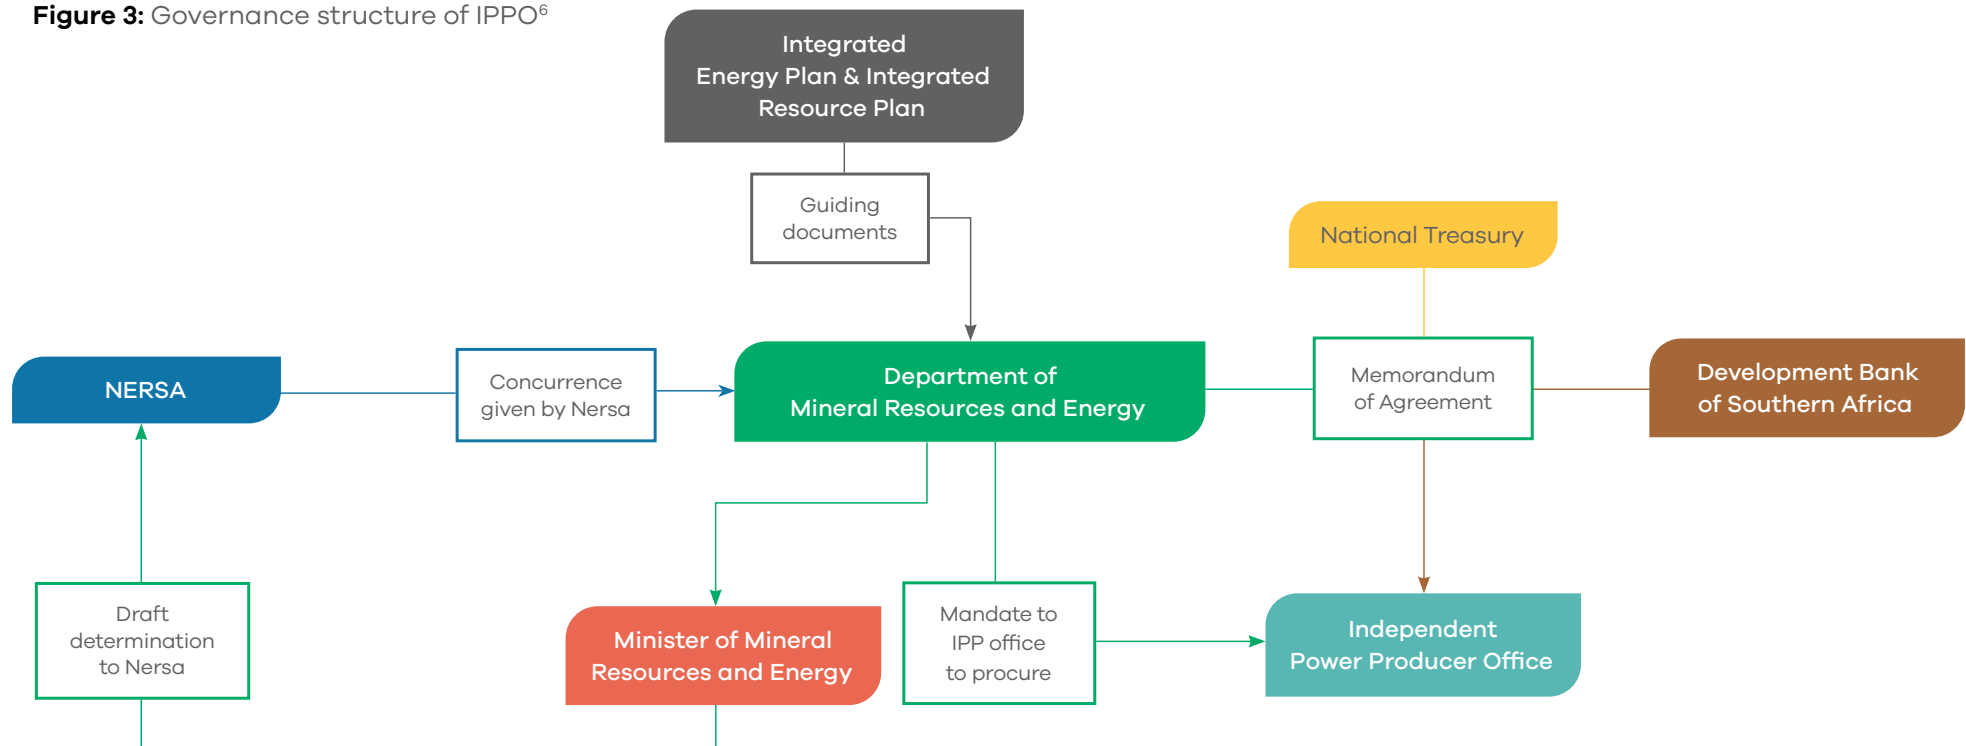 Figure 3: Governance structure of IPPO⁶
Integrated
Energy Plan & Integrated
Resource Plan
Guiding
documents
National Treasury
NERSA
Concurrence
given by Nersa
Department of
Mineral Resources and Energy
Memorandum
of Agreement
Development Bank
of Southern Africa
Draft
determination
to Nersa
Minister of Mineral
Resources and Energy
Mandate to
IPP office
to procure
Independent
Power Producer Office